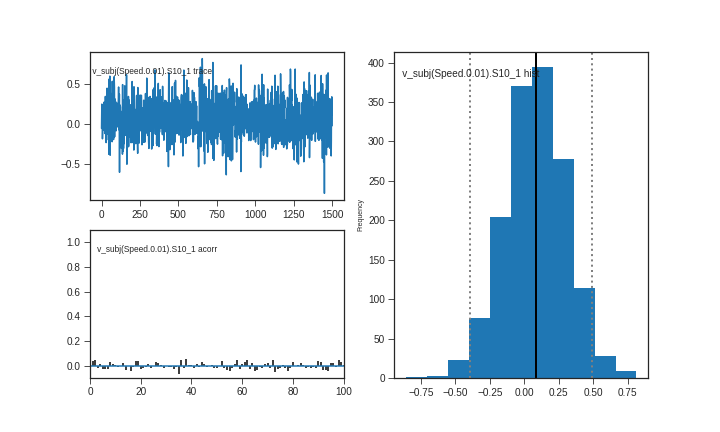 v_subj(Speed.0.01).S10_1 trace
0.5
0.0
−0.5
0 250 500 750 1000 1250 1500
v_subj(Speed.0.01).S10_1 acorr
1.0
0.8
0.6
0.4
0.2
0.0
0 20 40 60 80 100
v_subj(Speed.0.01).S10_1 hist
Frequency
400
350
300
250
200
150
100
50
0
−0.75 −0.50 −0.25 0.00 0.25 0.50 0.75